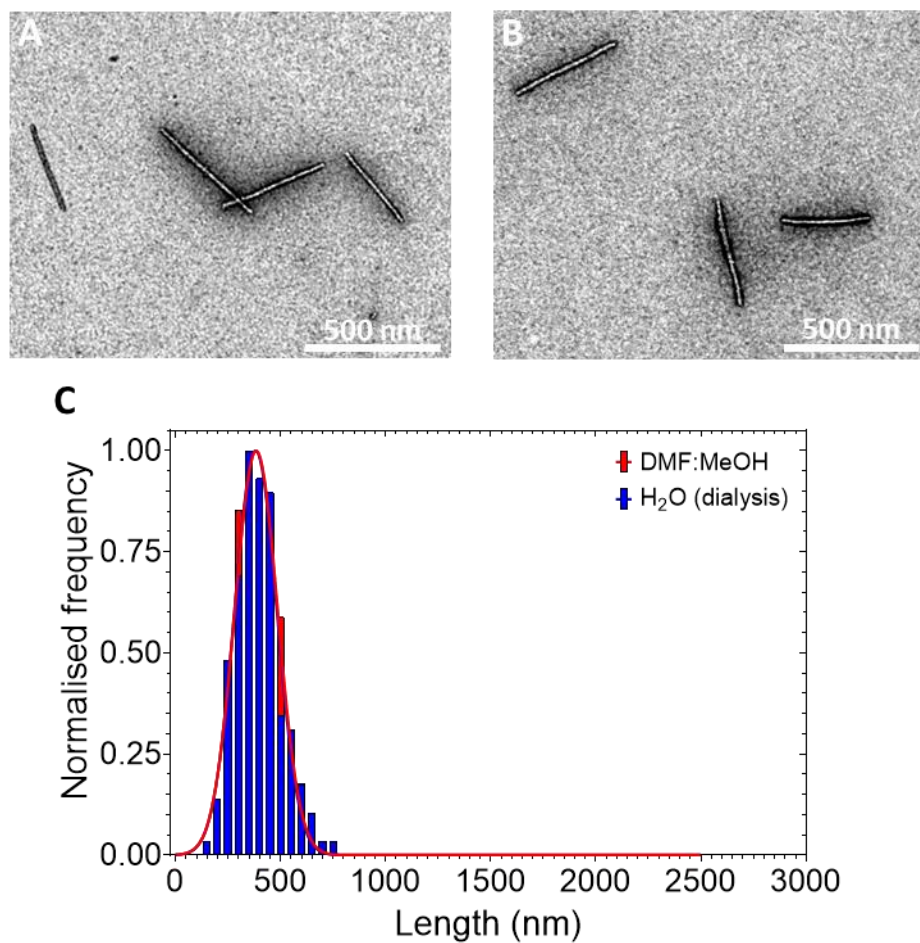 A
B
500 nm
500 nm
C
Normalised frequency
1.00
0.75
0.50
0.25
0.00
DMF:MeOH
H₂O (dialysis)
0 500 1000 1500 2000 2500 3000
Length (nm)